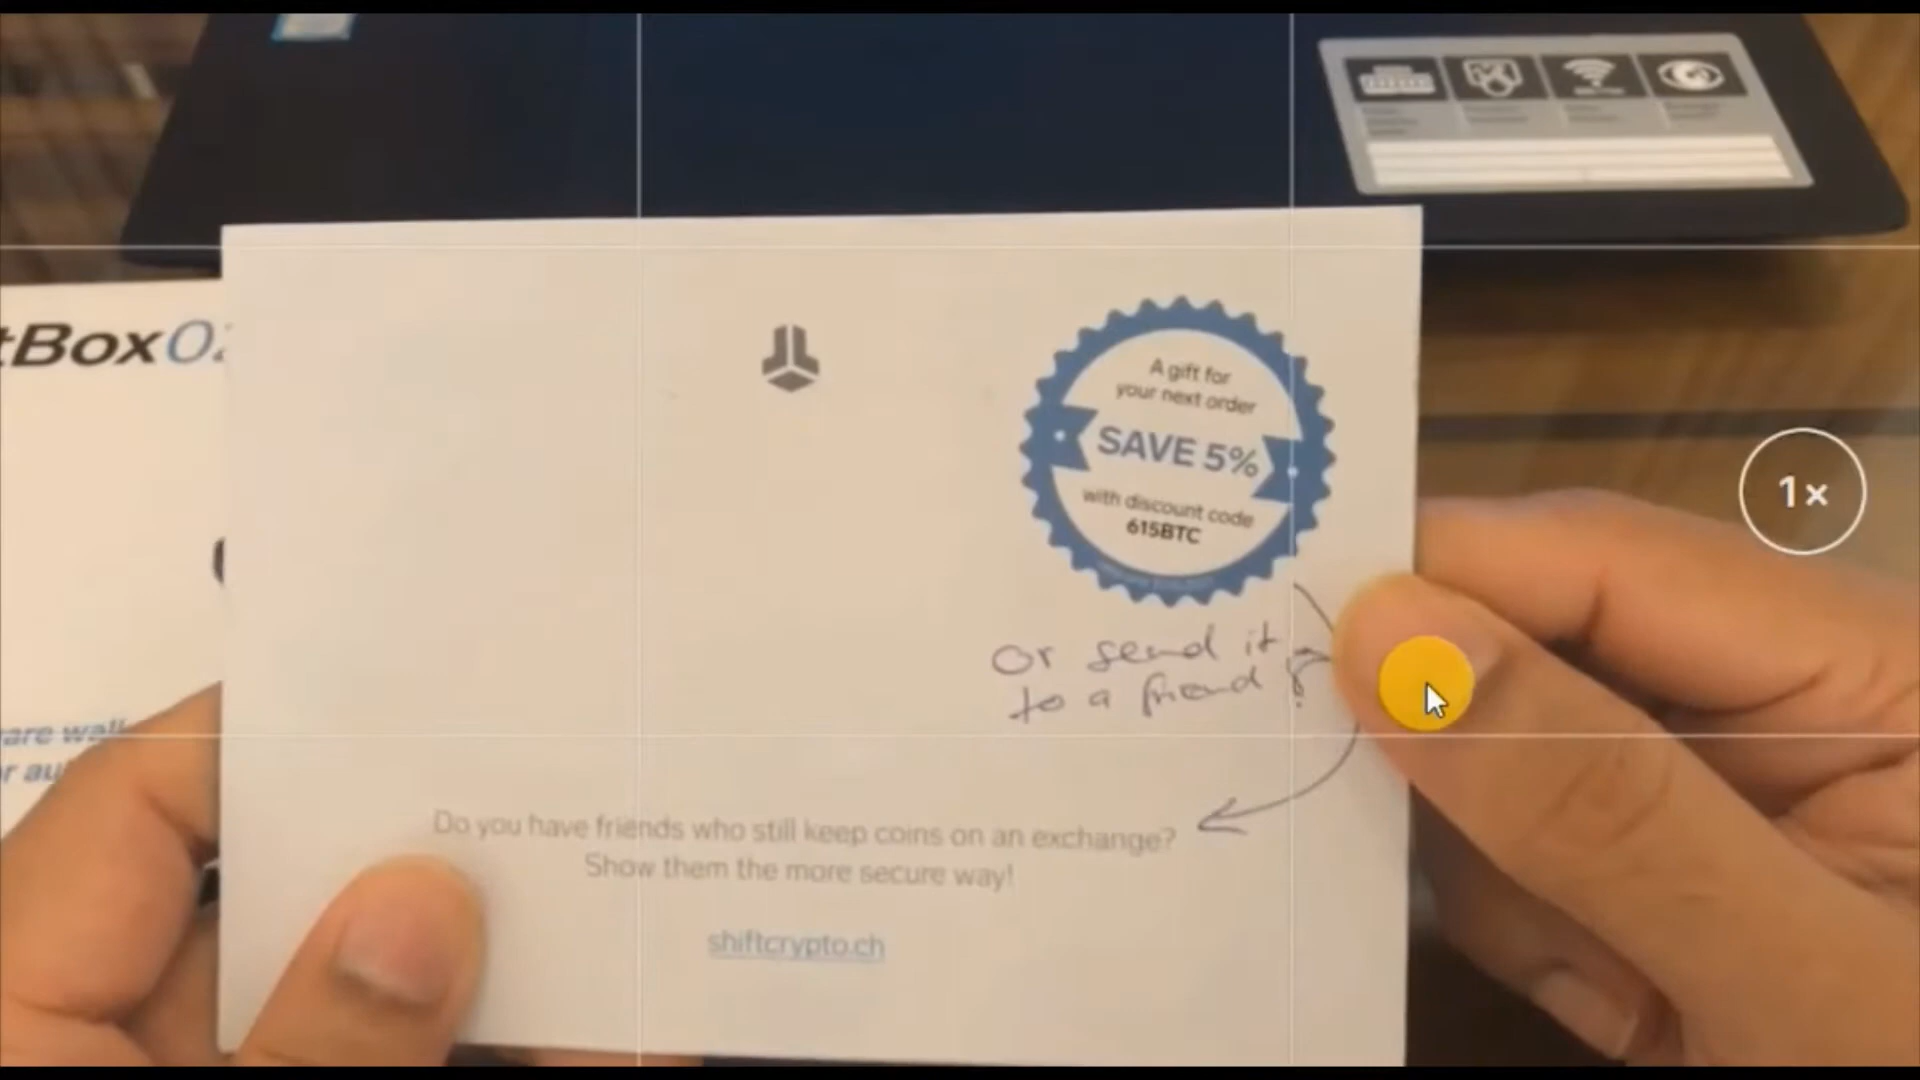 tBox02
A gift for
your next order
SAVE 5%
with discount code
615BTC
Or send it
to a friend!
1×
Do you have friends who still keep coins on an exchange?
Show them the more secure way!
shiftcrypto.ch